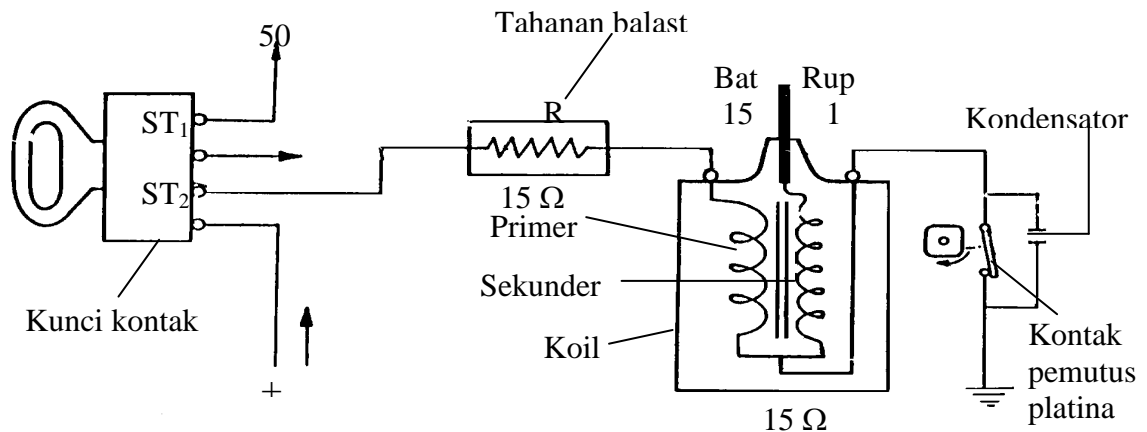 Tahanan balast
50
Bat Rup
15 1
R
Kondensator
ST1
ST2
15 Ω
Primer
Sekunder
Kunci kontak
Koil
Kontak
pemutus
platina
+
15 Ω